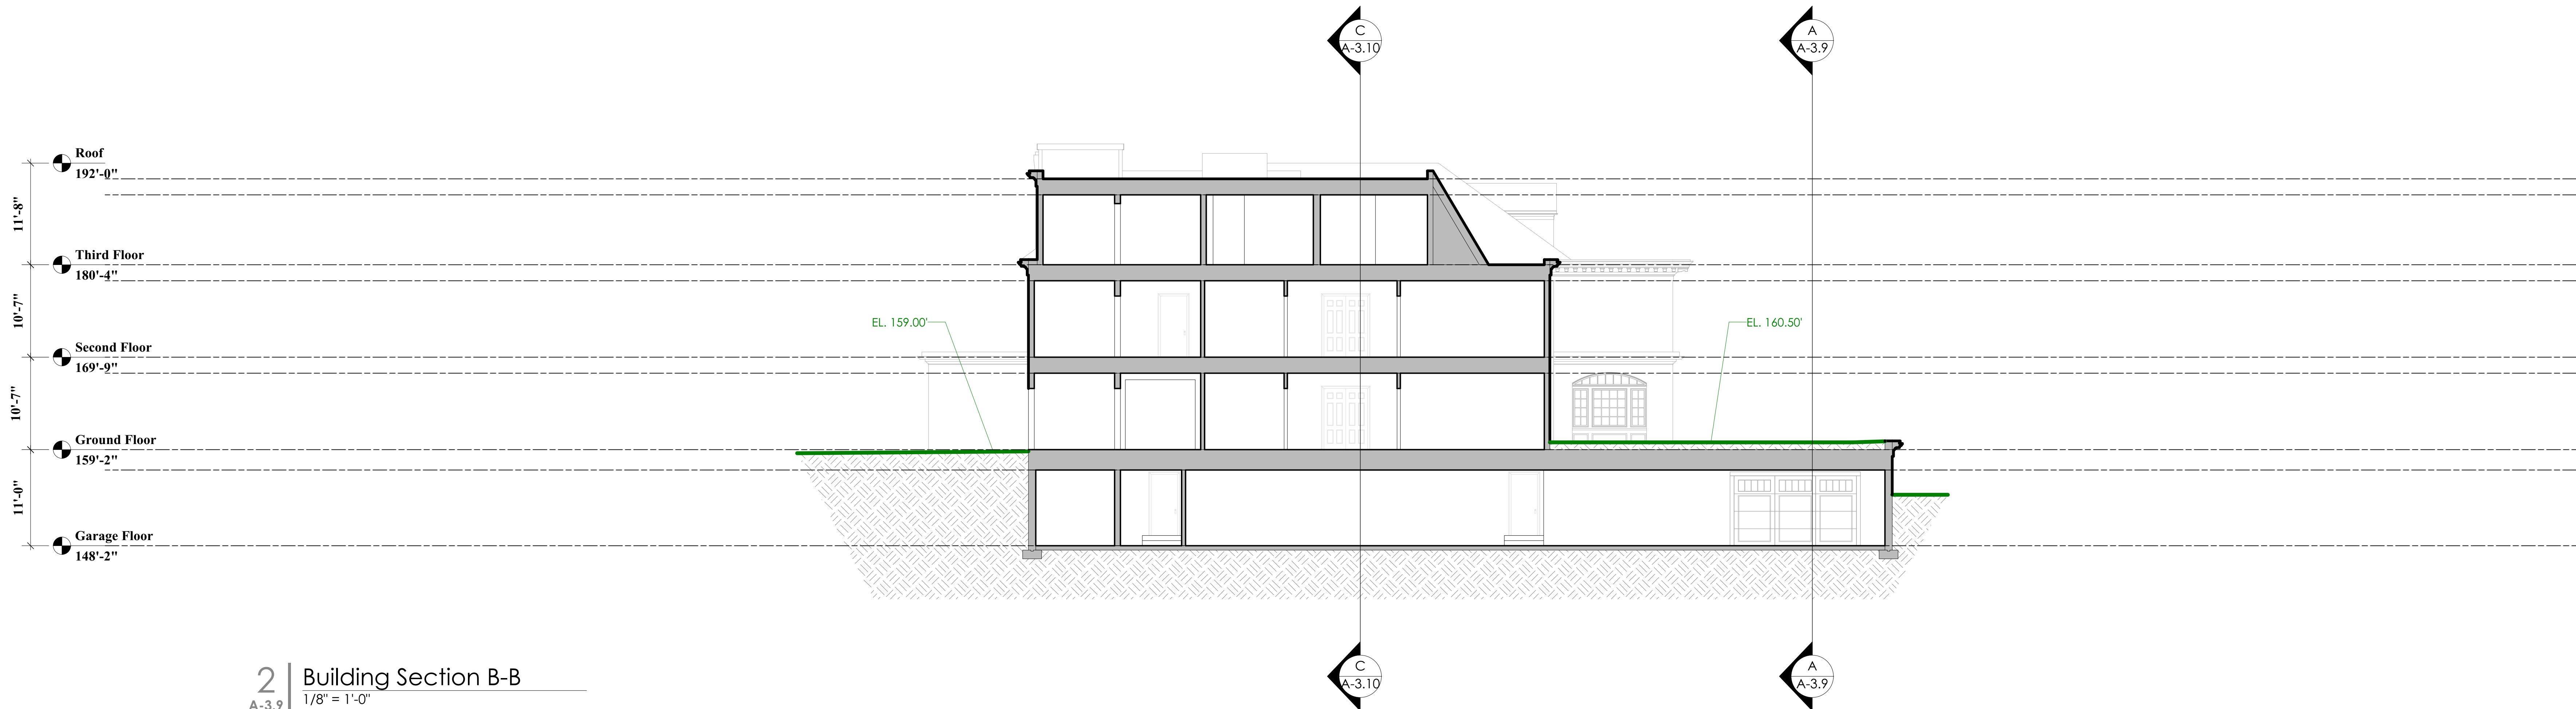 C
A-3.10
A
A-3.9
Roof
192'-0"
11'-8"
Third Floor
180'-4"
10'-7"
EL. 159.00'
EL. 160.50'
Second Floor
169'-9"
10'-7"
Ground Floor
159'-2"
11'-0"
Garage Floor
148'-2"
C
A-3.10
A
A-3.9
2
A-3.9
Building Section B-B
1/8" = 1'-0"